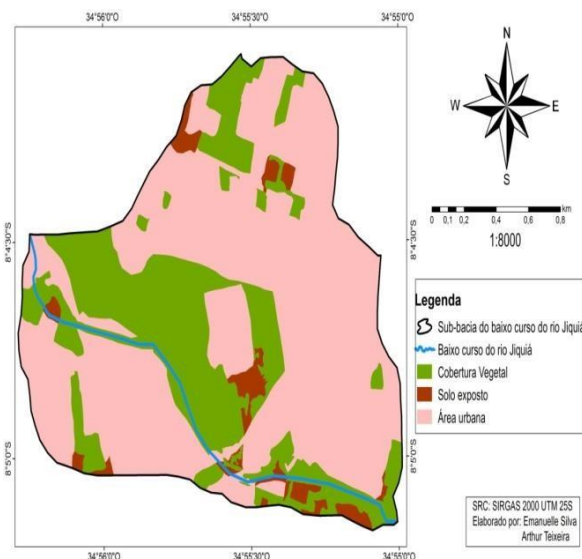 34°56'0"O 34°55'30"O 34°55'0"O
N
W E
S
0 0,10,2 0,4 0,6 0,8 km
1:8000
8°4'30"S 8°4'30"S
Legenda
Sub-bacia do baixo curso do rio Jiquiá
Baixo curso do rio Jiquiá
Cobertura Vegetal
Solo exposto
Área urbana
8°5'0"S 8°5'0"S
SRC: SIRGAS 2000 UTM 25S
Elaborado por: Emanuelle Silva
Arthur Teixeira
34°56'0"O 34°55'30"O 34°55'0"O